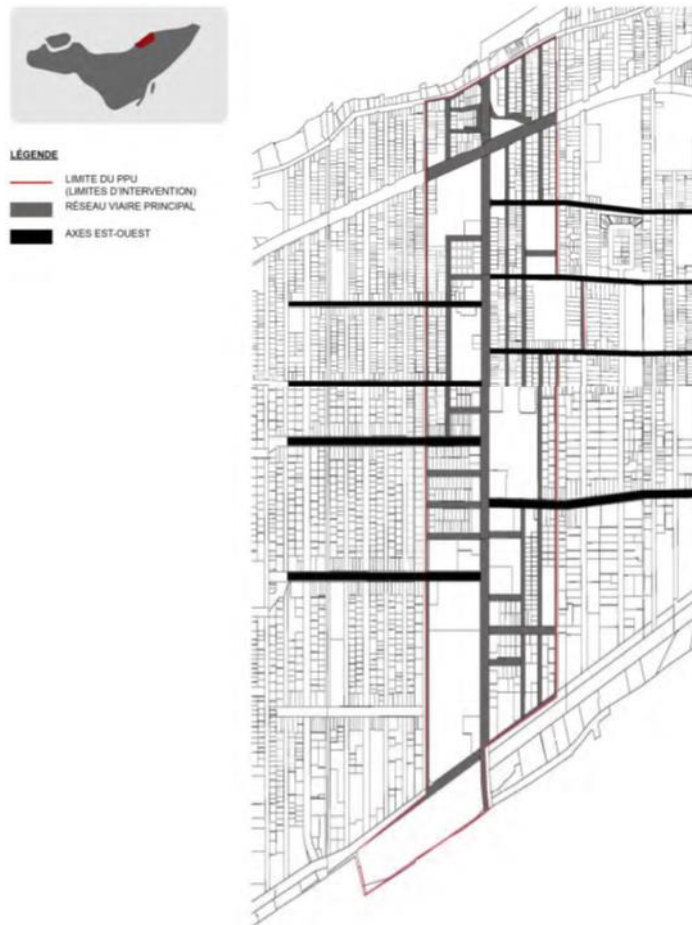 LÉGENDE
LIMITE DU PPU
(LIMITES D'INTERVENTION)
RÉSEAU VIAIRE PRINCIPAL
AXES EST-OUEST